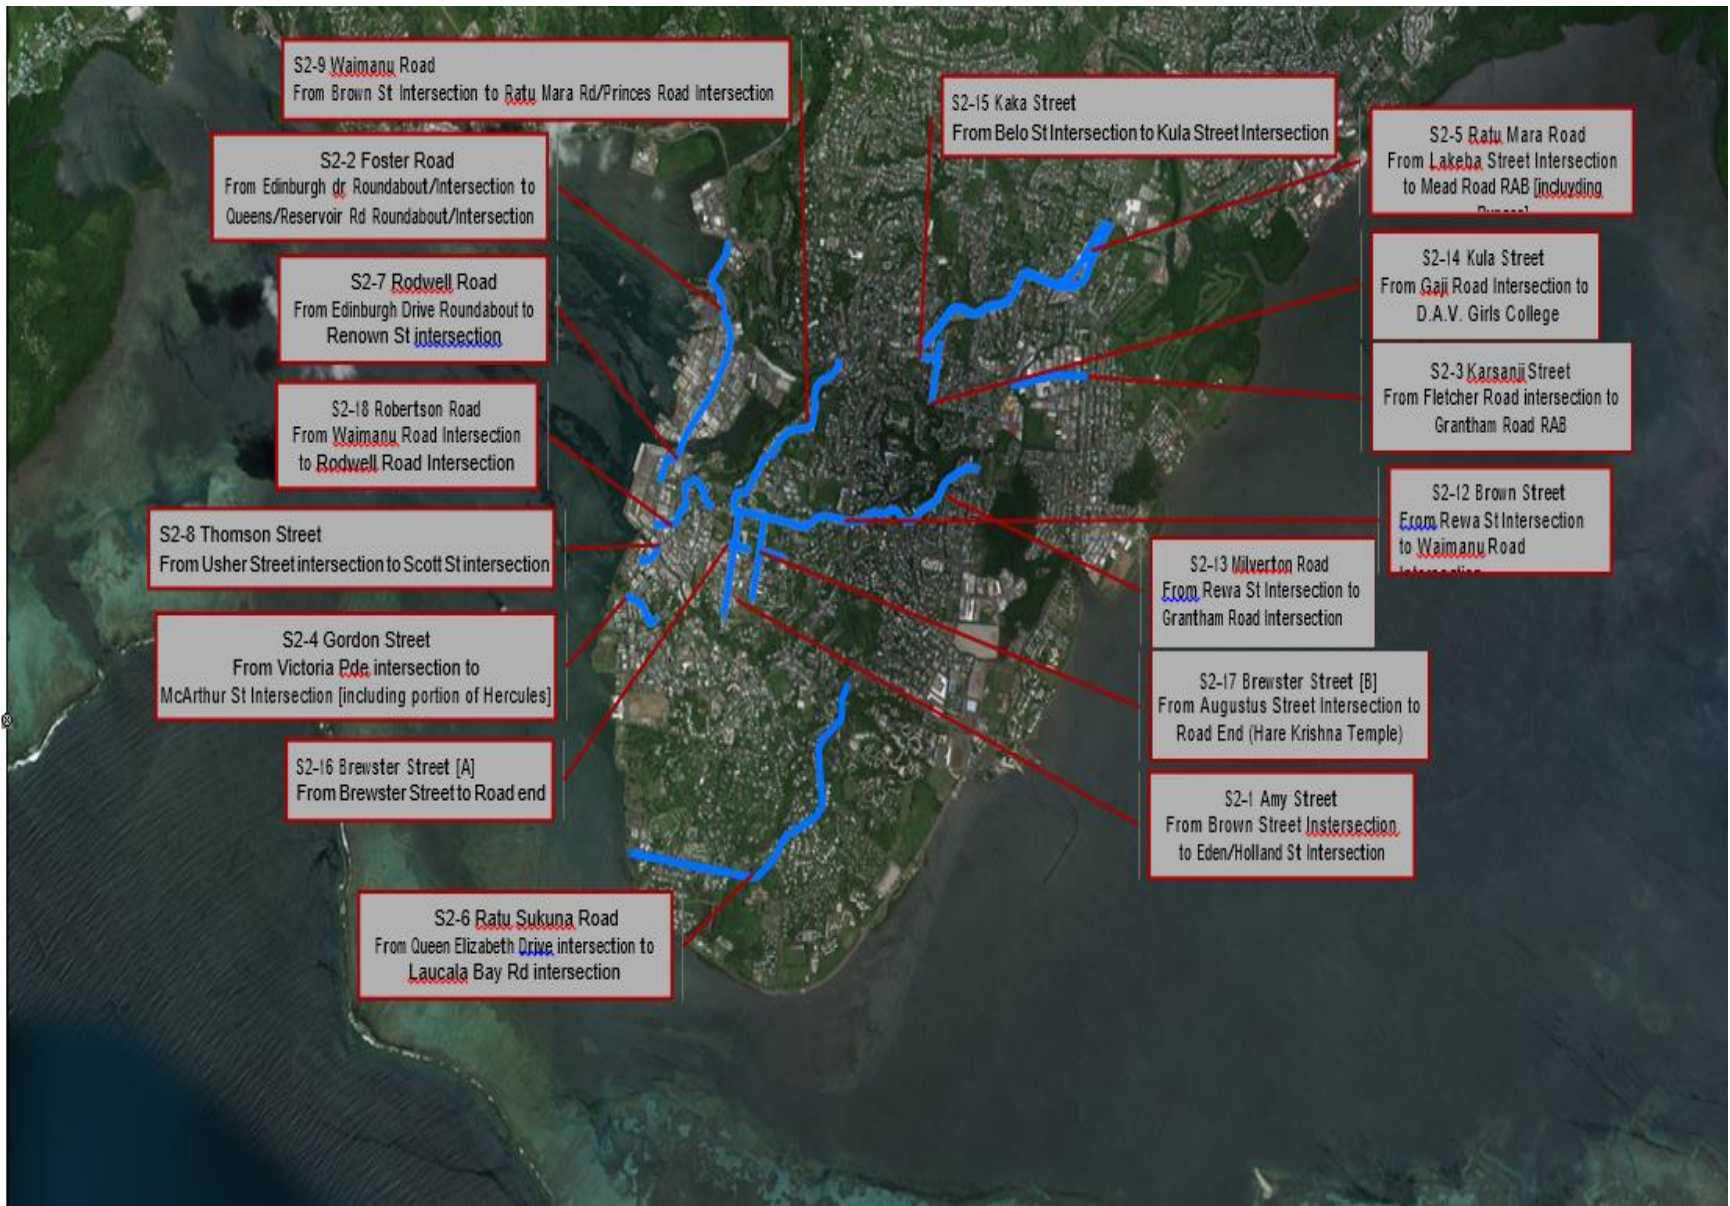 S2-9 Waimanu Road
From Brown St Intersection to Ratu Mara Rd/Princes Road Intersection
S2-15 Kaka Street
From Belo St Intersection to Kula Street Intersection
S2-2 Foster Road
From Edinburgh dr Roundabout/Intersection to
Queens/Reservoir Rd Roundabout/Intersection
S2-5 Ratu Mara Road
From Lakeba Street Intersection
to Mead Road RAB [incluyding
S2-7 Rodwell Road
From Edinburgh Drive Roundabout to
Renown St intersection
S2-14 Kula Street
From Gaji Road Intersection to
D.A.V. Girls College
S2-3 Karsanji Street
From Fletcher Road intersection to
Grantham Road RAB
S2-18 Robertson Road
From Waimanu Road Intersection
to Rodwell Road Intersection
S2-12 Brown Street
From Rewa St Intersection
to Waimanu Road
S2-8 Thomson Street
From Usher Street intersection to Scott St intersection
S2-13 Milverton Road
From Rewa St Intersection to
Grantham Road Intersection
S2-4 Gordon Street
From Victoria Pde intersection to
McArthur St Intersection [including portion of Hercules]
S2-17 Brewster Street [B]
From Augustus Street Intersection to
Road End (Hare Krishna Temple)
S2-16 Brewster Street [A]
From Brewster Street to Road end
S2-1 Amy Street
From Brown Street Instersection
to Eden/Holland St Intersection
S2-6 Ratu Sukuna Road
From Queen Elizabeth Drive intersection to
Laucala Bay Rd intersection